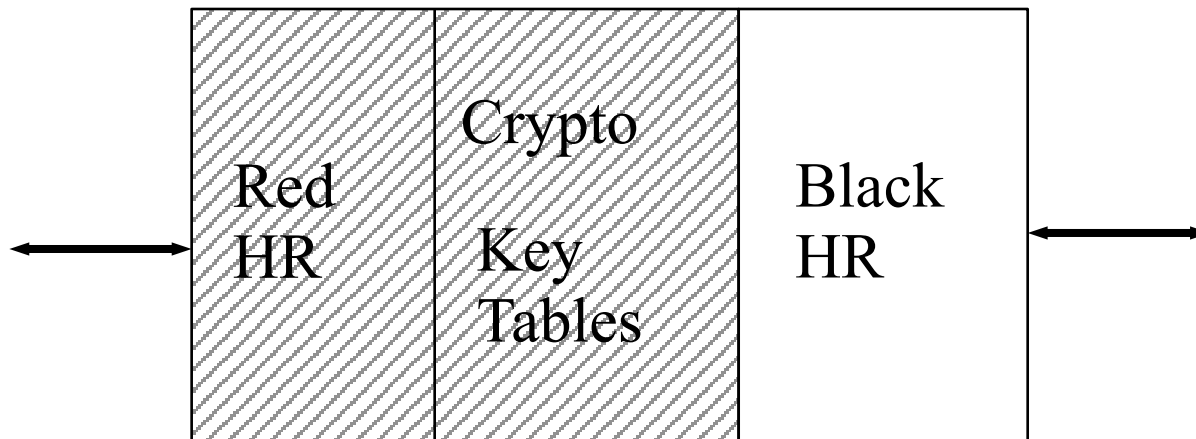 Red
HR
Crypto
Key
Tables
Black
HR